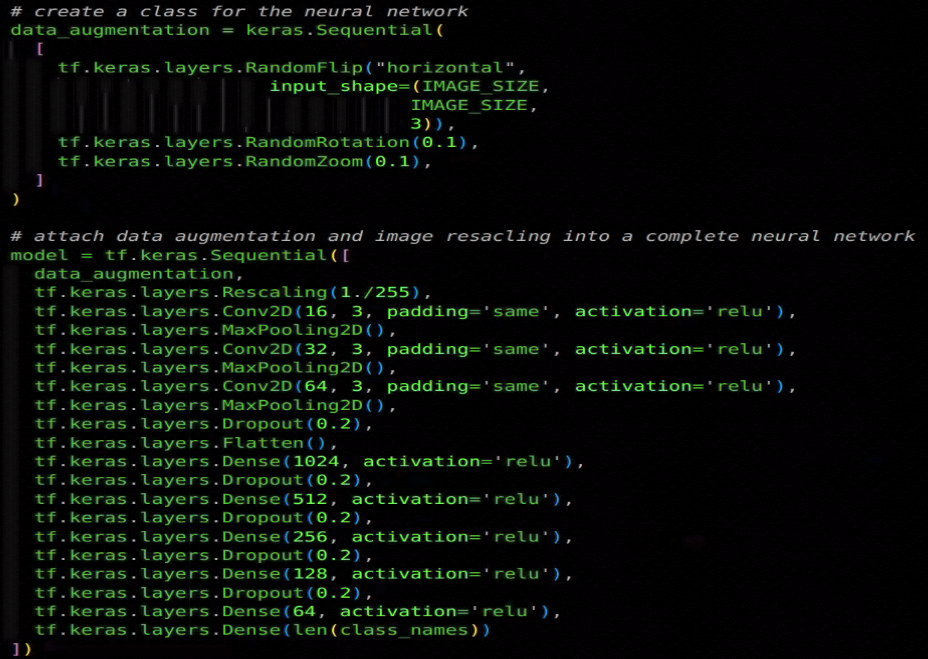 # create a class for the neural network
data_augmentation = keras.Sequential(
  [
    tf.keras.layers.RandomFlip("horizontal",
                      input_shape=(IMAGE_SIZE,
                                  IMAGE_SIZE,
                                  3)),
    tf.keras.layers.RandomRotation(0.1),
    tf.keras.layers.RandomZoom(0.1),
  ]
)
# attach data augmentation and image resacling into a complete neural network
model = tf.keras.Sequential([
  data_augmentation,
  tf.keras.layers.Rescaling(1./255),
  tf.keras.layers.Conv2D(16, 3, padding='same', activation='relu'),
  tf.keras.layers.MaxPooling2D(),
  tf.keras.layers.Conv2D(32, 3, padding='same', activation='relu'),
  tf.keras.layers.MaxPooling2D(),
  tf.keras.layers.Conv2D(64, 3, padding='same', activation='relu'),
  tf.keras.layers.MaxPooling2D(),
  tf.keras.layers.Dropout(0.2),
  tf.keras.layers.Flatten(),
  tf.keras.layers.Dense(1024, activation='relu'),
  tf.keras.layers.Dropout(0.2),
  tf.keras.layers.Dense(512, activation='relu'),
  tf.keras.layers.Dropout(0.2),
  tf.keras.layers.Dense(256, activation='relu'),
  tf.keras.layers.Dropout(0.2),
  tf.keras.layers.Dense(128, activation='relu'),
  tf.keras.layers.Dropout(0.2),
  tf.keras.layers.Dense(64, activation='relu'),
  tf.keras.layers.Dense(len(class_names))
])